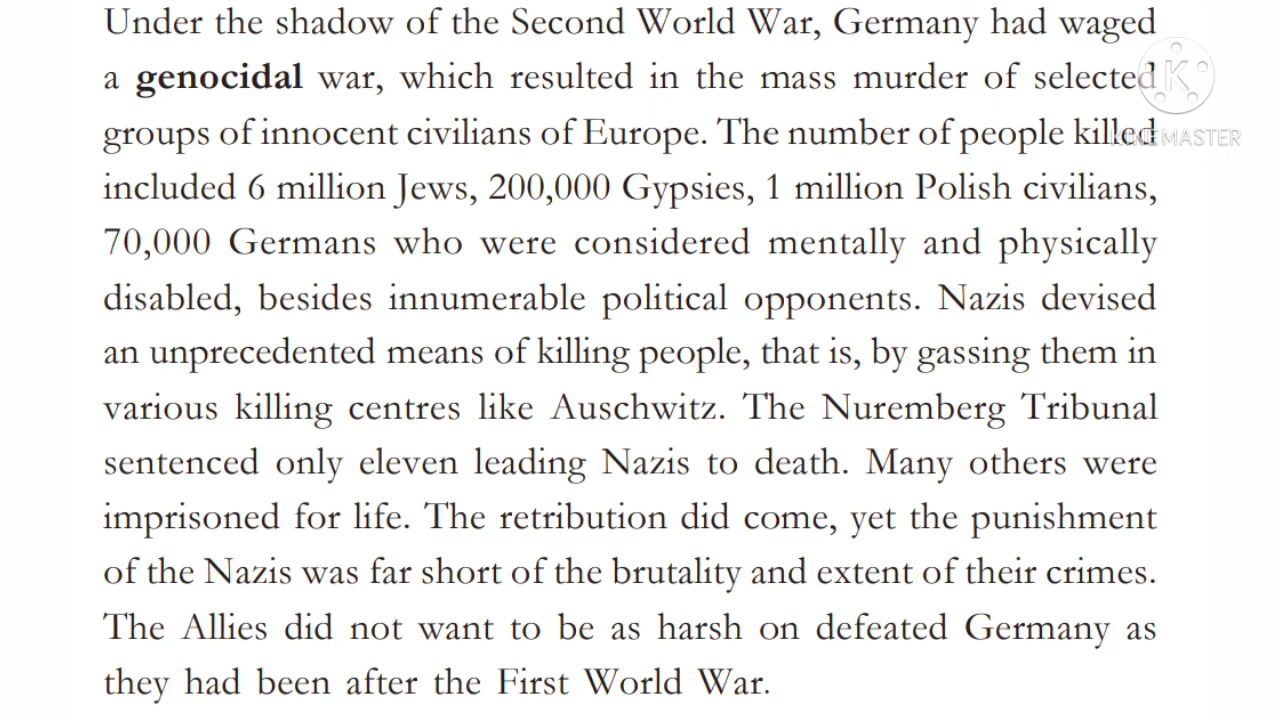 Under the shadow of the Second World War, Germany had waged
a genocidal war, which resulted in the mass murder of selected
groups of innocent civilians of Europe. The number of people killed
included 6 million Jews, 200,000 Gypsies, 1 million Polish civilians,
70,000 Germans who were considered mentally and physically
disabled, besides innumerable political opponents. Nazis devised
an unprecedented means of killing people, that is, by gassing them in
various killing centres like Auschwitz. The Nuremberg Tribunal
sentenced only eleven leading Nazis to death. Many others were
imprisoned for life. The retribution did come, yet the punishment
of the Nazis was far short of the brutality and extent of their crimes.
The Allies did not want to be as harsh on defeated Germany as
they had been after the First World War.
K
KINEMASTER